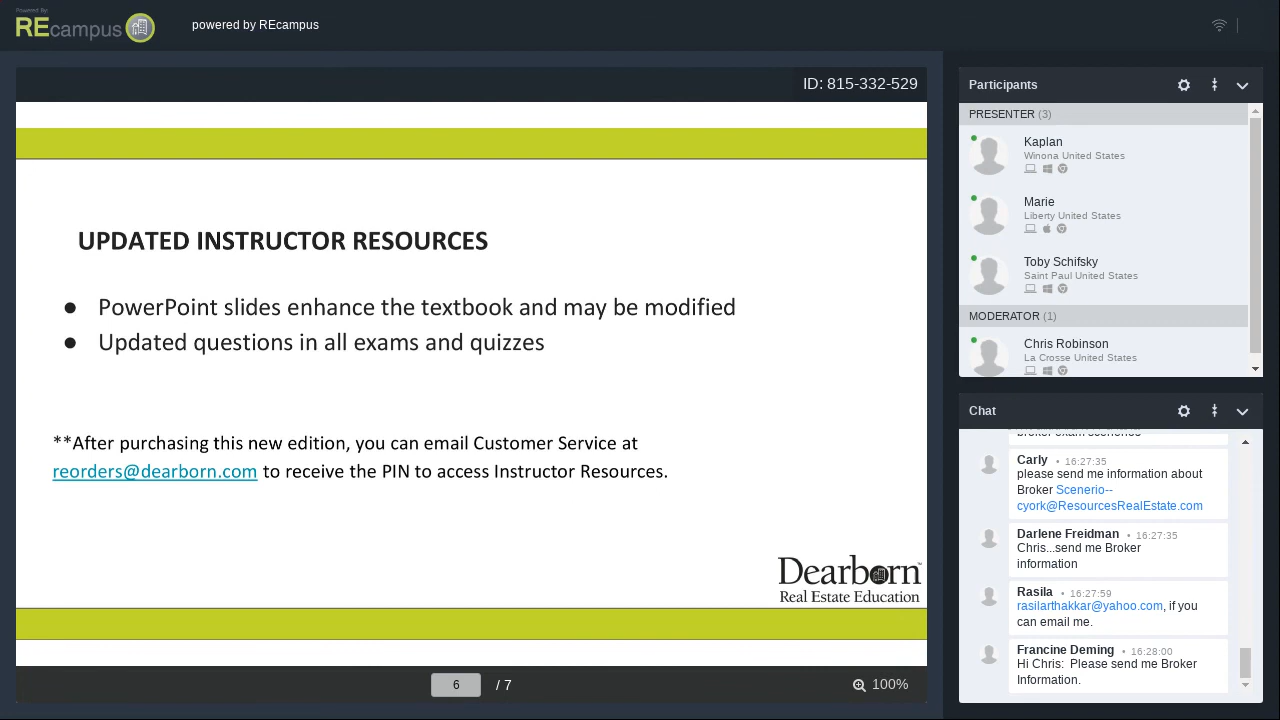 Powered By:
REcampus
powered by REcampus
ID: 815-332-529
UPDATED INSTRUCTOR RESOURCES
● PowerPoint slides enhance the textbook and may be modified
● Updated questions in all exams and quizzes
**After purchasing this new edition, you can email Customer Service at
reorders@dearborn.com to receive the PIN to access Instructor Resources.
Dearborn™
Real Estate Education
6 / 7
100%
Participants
PRESENTER (3)
Kaplan
Winona United States
Marie
Liberty United States
Toby Schifsky
Saint Paul United States
MODERATOR (1)
Chris Robinson
La Crosse United States
Chat
broker exam scenerios
Carly • 16:27:35
please send me information about
Broker Scenerio--
cyork@ResourcesRealEstate.com
Darlene Freidman • 16:27:35
Chris...send me Broker
information
Rasila • 16:27:59
rasilarthakkar@yahoo.com, if you
can email me.
Francine Deming • 16:28:00
Hi Chris: Please send me Broker
Information.